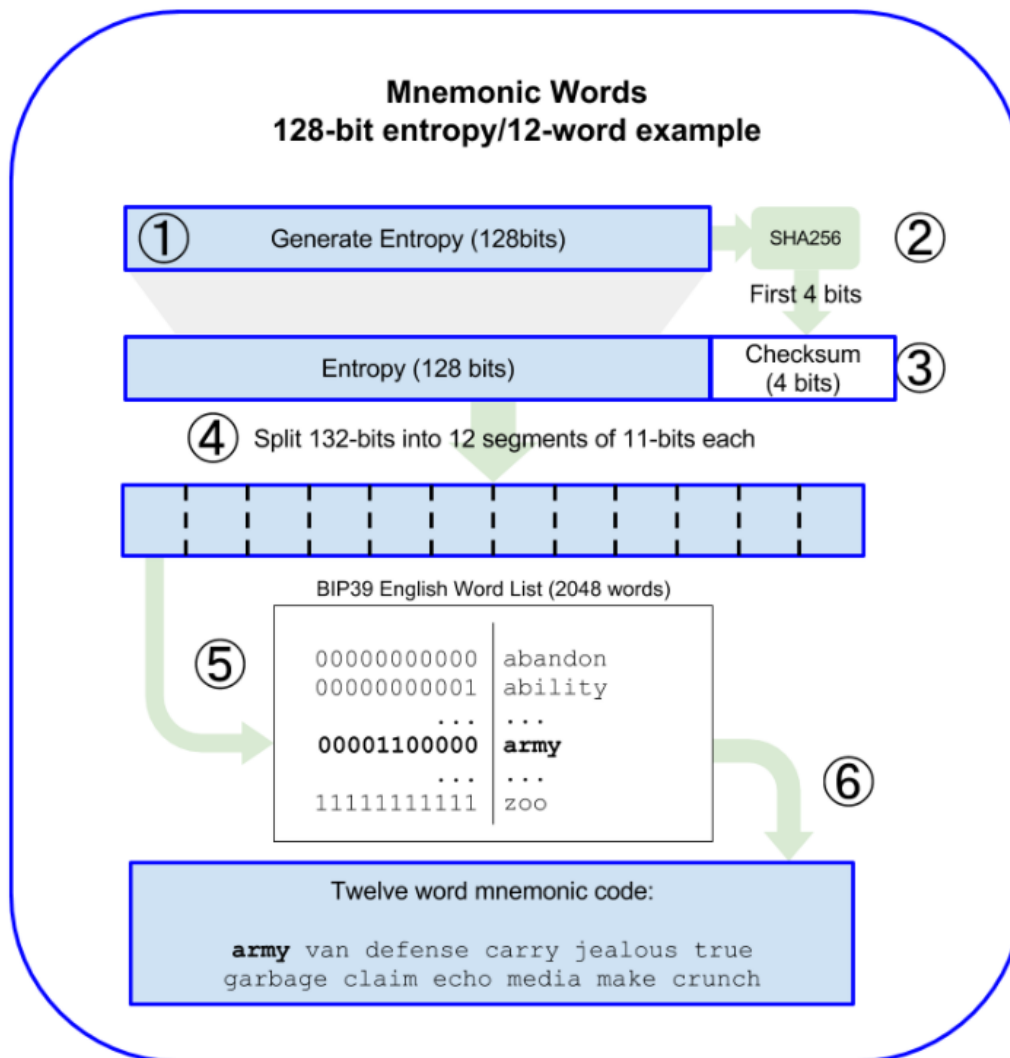 Mnemonic Words
128-bit entropy/12-word example
① Generate Entropy (128bits)
SHA256 ②
First 4 bits
Entropy (128 bits)
Checksum
(4 bits)
③
④ Split 132-bits into 12 segments of 11-bits each
BIP39 English Word List (2048 words)
⑤
00000000000 abandon
00000000001 ability
... ...
00001100000 army
... ...
11111111111 zoo
⑥
Twelve word mnemonic code:
army van defense carry jealous true
garbage claim echo media make crunch